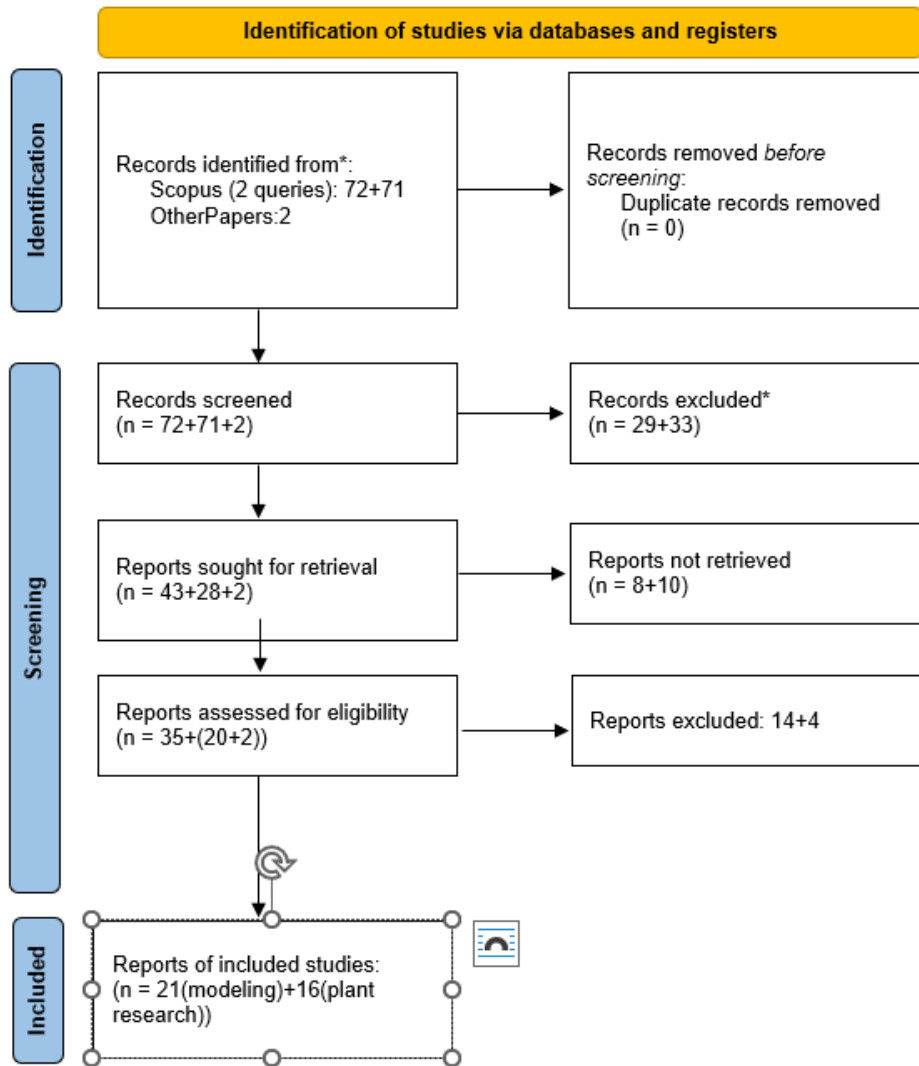 Identification of studies via databases and registers
Identification
Records identified from*:
Scopus (2 queries): 72+71
OtherPapers:2
Records removed before
screening:
Duplicate records removed
(n = 0)
Screening
Records screened
(n = 72+71+2)
Records excluded*
(n = 29+33)
Reports sought for retrieval
(n = 43+28+2)
Reports not retrieved
(n = 8+10)
Reports assessed for eligibility
(n = 35+(20+2))
Reports excluded: 14+4
Included
Reports of included studies:
(n = 21(modeling)+16(plant
research))